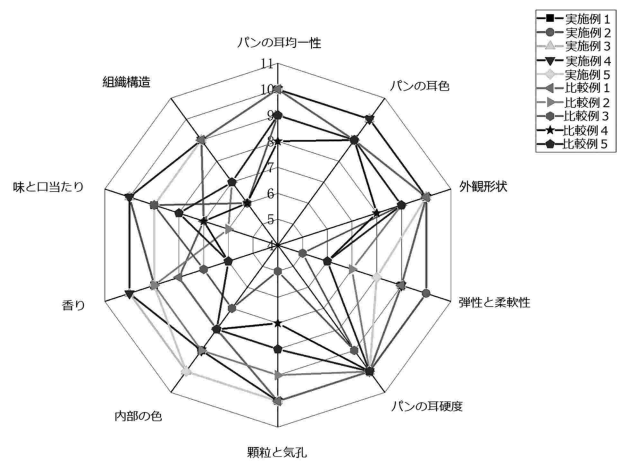 パンの耳均一性
パンの耳色
外観形状
弾性と柔軟性
パンの耳硬度
顆粒と気孔
内部の色
香り
味と口当たり
組織構造
11
10
9
8
7
6
5
4
実施例1
実施例2
実施例3
実施例4
実施例5
比較例1
比較例2
比較例3
比較例4
比較例5